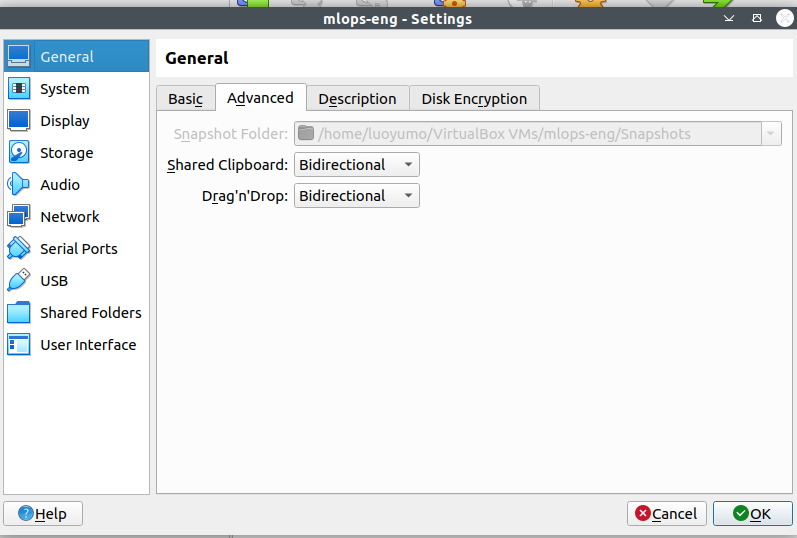 mlops-eng - Settings
General
System
Display
Storage
Audio
Network
Serial Ports
USB
Shared Folders
User Interface
General
Basic Advanced Description Disk Encryption
Snapshot Folder: /home/luoyumo/VirtualBox VMs/mlops-eng/Snapshots
Shared Clipboard: Bidirectional
Drag'n'Drop: Bidirectional
Help Cancel OK